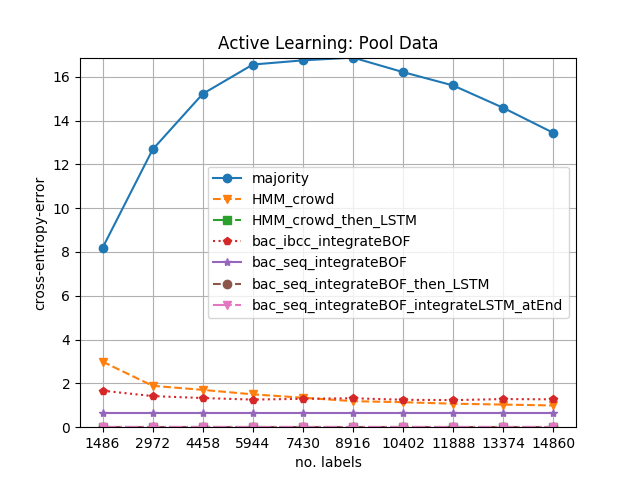 Active Learning: Pool Data
cross-entropy-error
16
14
12
10
8
6
4
2
0
majority
HMM_crowd
HMM_crowd_then_LSTM
bac_ibcc_integrateBOF
bac_seq_integrateBOF
bac_seq_integrateBOF_then_LSTM
bac_seq_integrateBOF_integrateLSTM_atEnd
1486 2972 4458 5944 7430 8916 10402 11888 13374 14860
no. labels